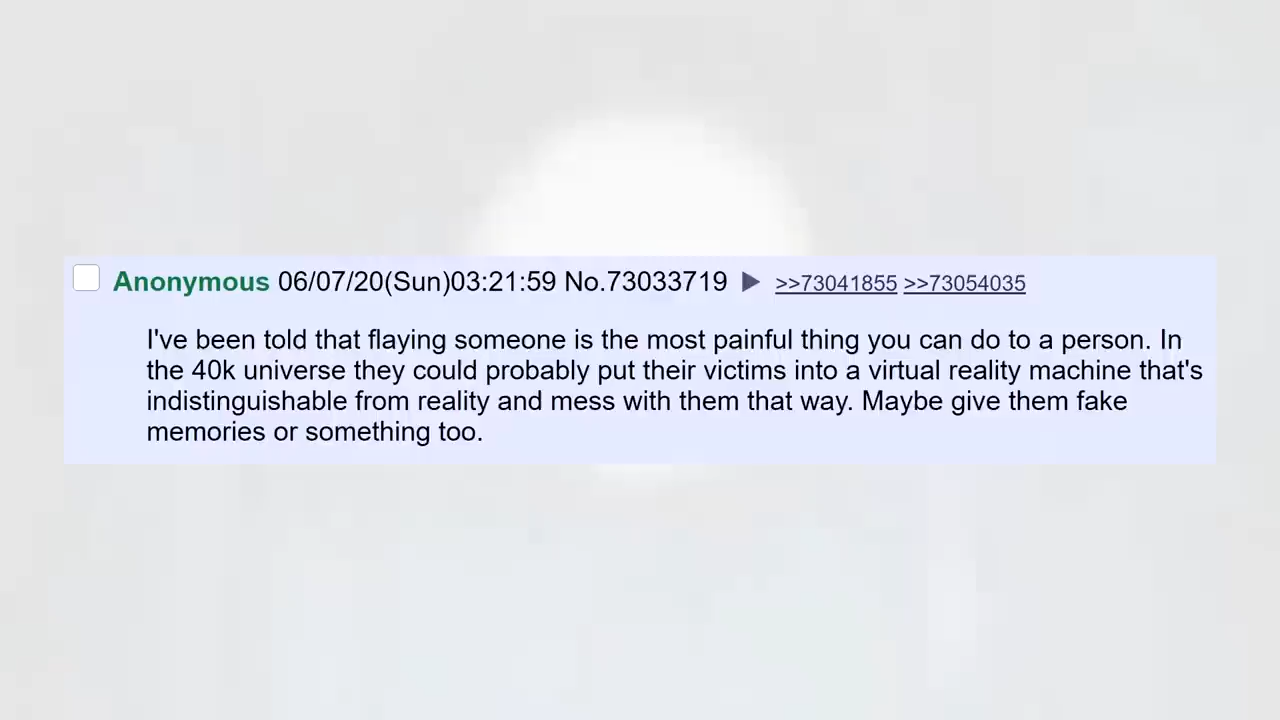 Anonymous 06/07/20(Sun)03:21:59 No.73033719 ▶ >>73041855 >>73054035
I've been told that flaying someone is the most painful thing you can do to a person. In
the 40k universe they could probably put their victims into a virtual reality machine that's
indistinguishable from reality and mess with them that way. Maybe give them fake
memories or something too.